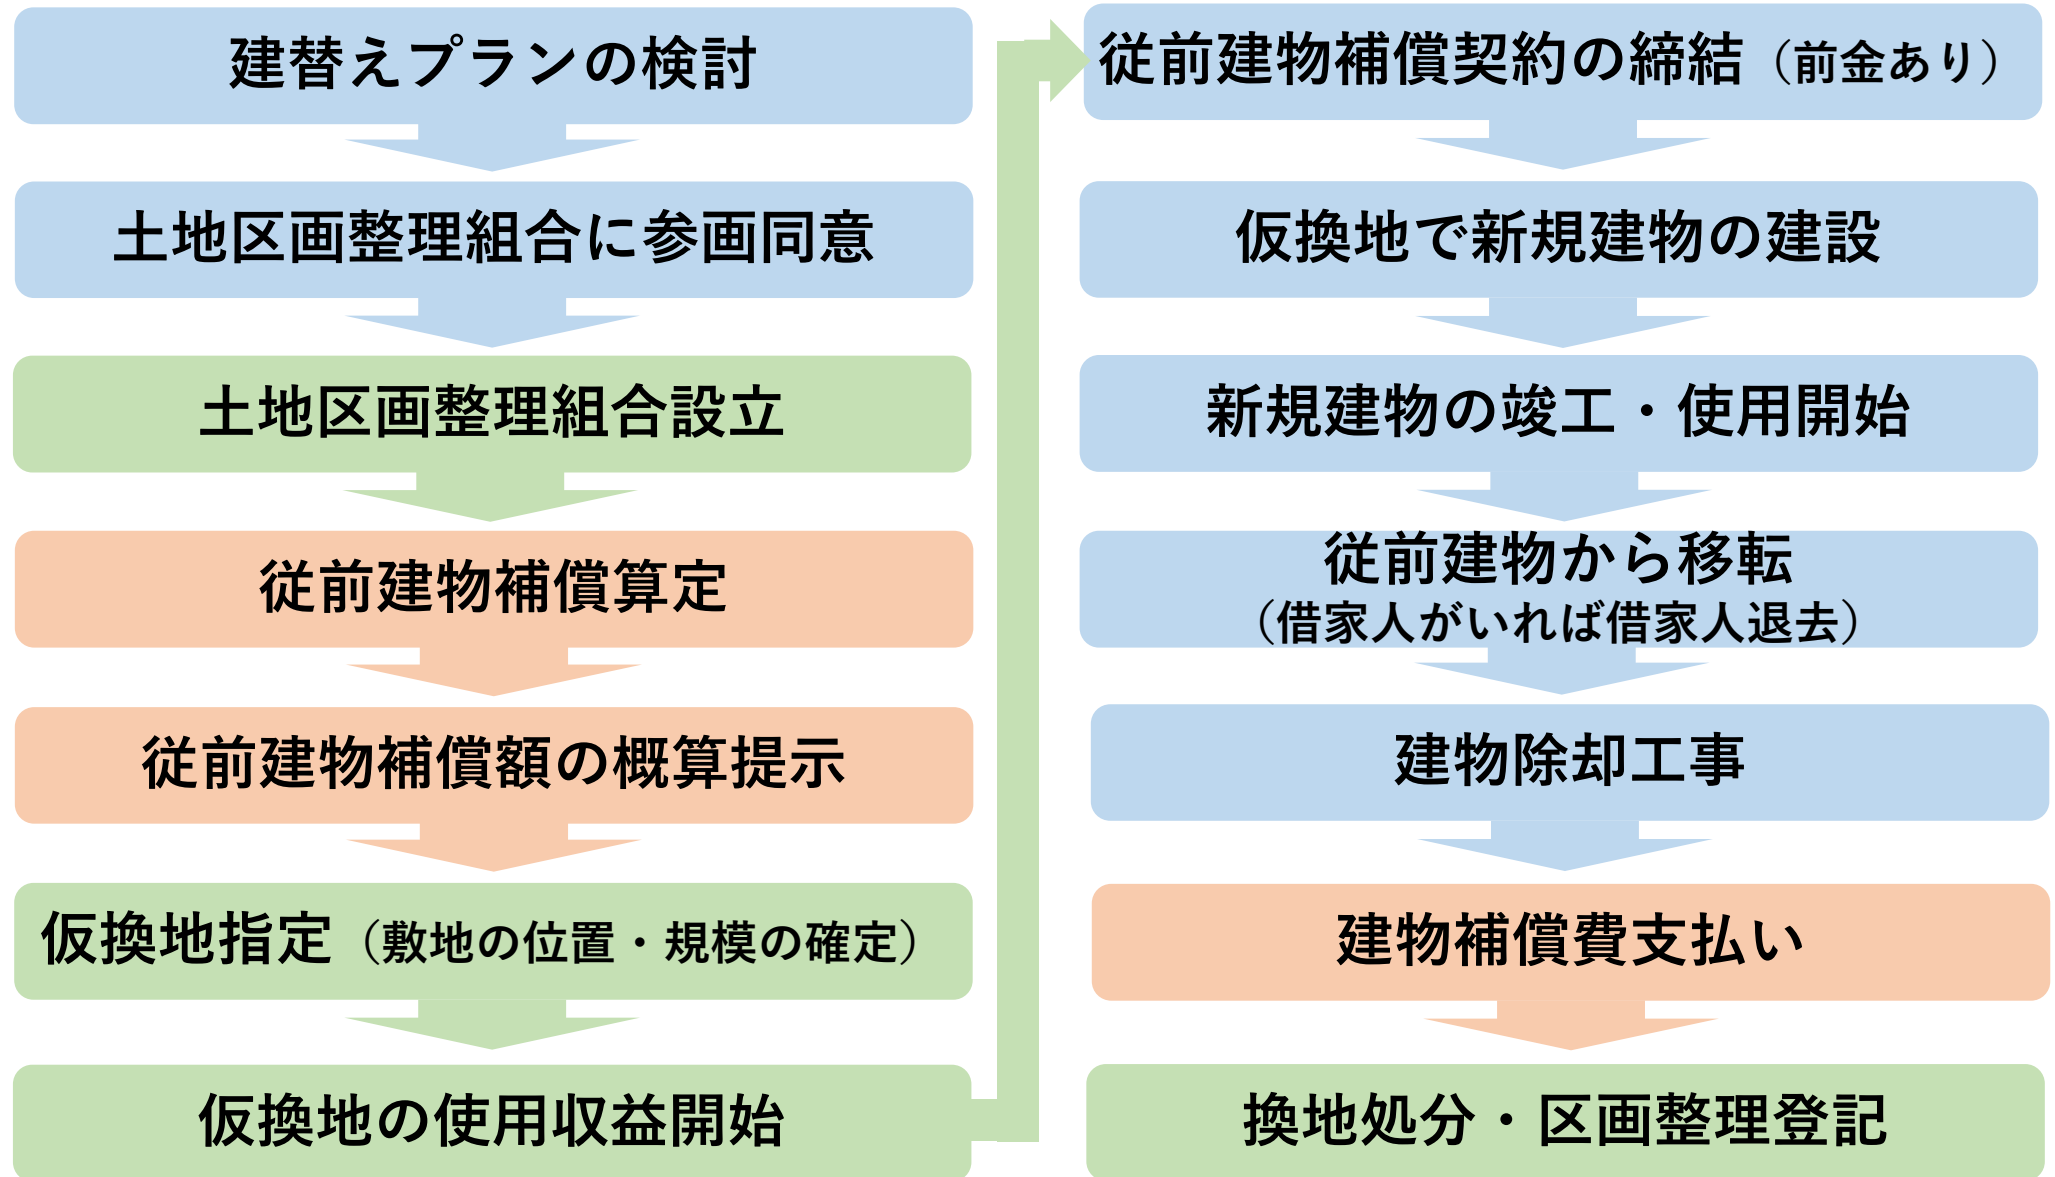 建替えプランの検討
土地区画整理組合に参画同意
土地区画整理組合設立
従前建物補償算定
従前建物補償額の概算提示
仮換地指定（敷地の位置・規模の確定）
仮換地の使用収益開始
従前建物補償契約の締結（前金あり）
仮換地で新規建物の建設
新規建物の竣工・使用開始
従前建物から移転
（借家人がいれば借家人退去）
建物除却工事
建物補償費支払い
換地処分・区画整理登記